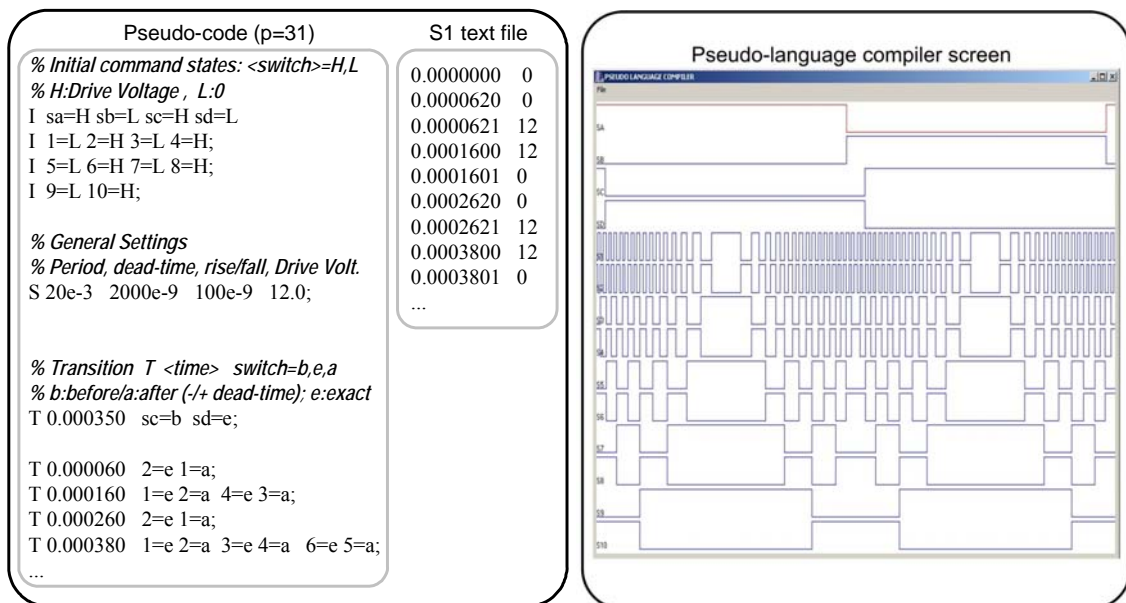 Pseudo-code (p=31)
% Initial command states: <switch>=H,L
% H:Drive Voltage , L:0
I sa=H sb=L sc=H sd=L
I 1=L 2=H 3=L 4=H;
I 5=L 6=H 7=L 8=H;
I 9=L 10=H;
% General Settings
% Period, dead-time, rise/fall, Drive Volt.
S 20e-3 2000e-9 100e-9 12.0;
% Transition T <time> switch=b,e,a
% b:before/a:after (-/+ dead-time); e:exact
T 0.000350 sc=b sd=e;
T 0.000060 2=e 1=a;
T 0.000160 1=e 2=a 4=e 3=a;
T 0.000260 2=e 1=a;
T 0.000380 1=e 2=a 3=e 4=a 6=e 5=a;
...
S1 text file
0.0000000 0
0.0000620 0
0.0000621 12
0.0001600 12
0.0001601 0
0.0002620 0
0.0002621 12
0.0003800 12
0.0003801 0
...
Pseudo-language compiler screen
PSEUDO LANGUAGE COMPILER
File
SA
SB
SC
S5
S6
S7
S8
S9
S10